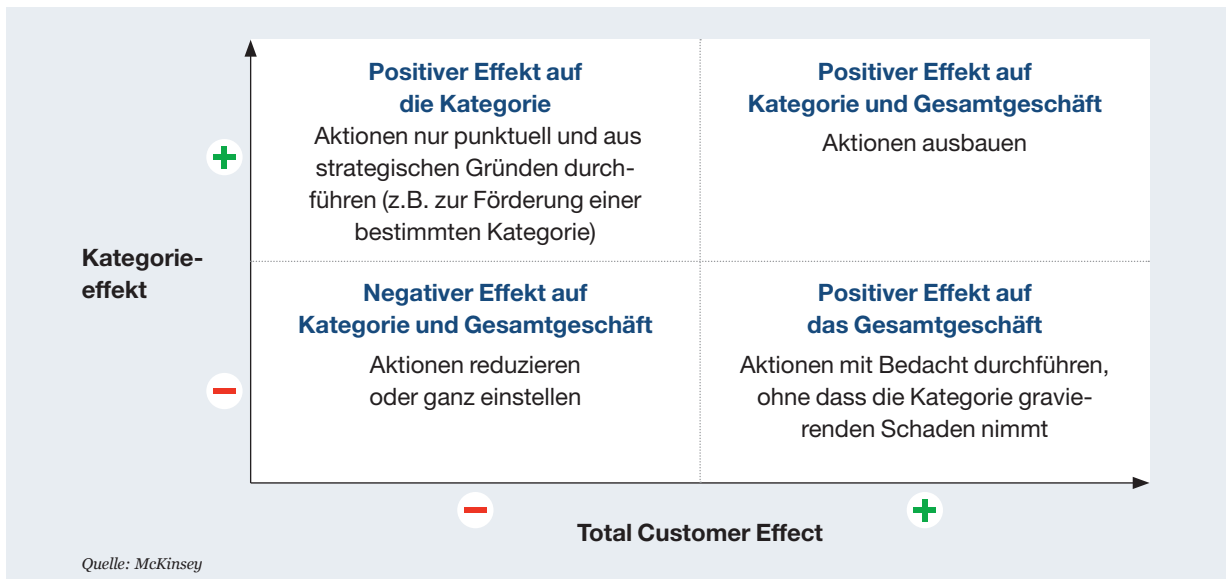 Positiver Effekt auf
die Kategorie
Aktionen nur punktuell und aus
strategischen Gründen durch-
führen (z.B. zur Förderung einer
bestimmten Kategorie)
Positiver Effekt auf
Kategorie und Gesamtgeschäft
Aktionen ausbauen
Kategorie-
effekt
Negativer Effekt auf
Kategorie und Gesamtgeschäft
Aktionen reduzieren
oder ganz einstellen
Positiver Effekt auf
das Gesamtgeschäft
Aktionen mit Bedacht durchführen,
ohne dass die Kategorie gravie-
renden Schaden nimmt
Total Customer Effect
Quelle: McKinsey